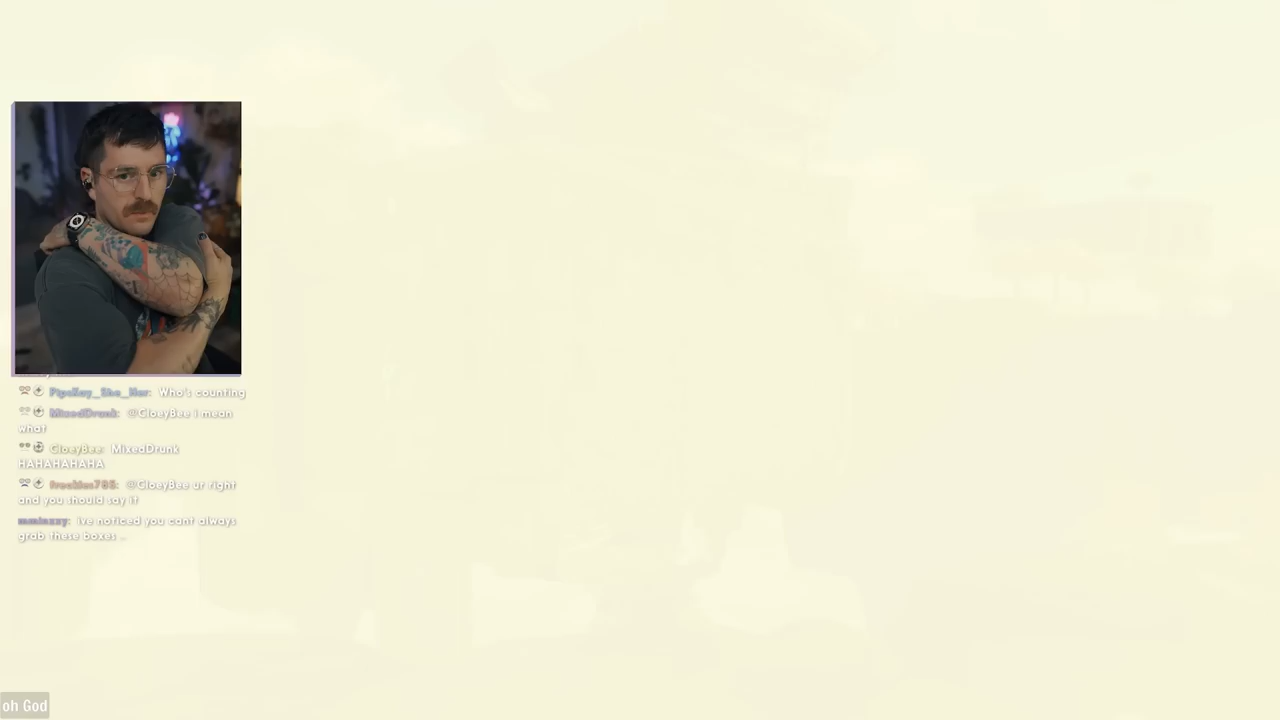 Who's counting
MixedDrunk: @CloeyBee I mean
what
CloeyBee: MixedDrunk
HAHAHAHAHA
freckles785: @CloeyBee ur right
and you should say it
ive noticed you cant always
grab these boxes ..
oh God